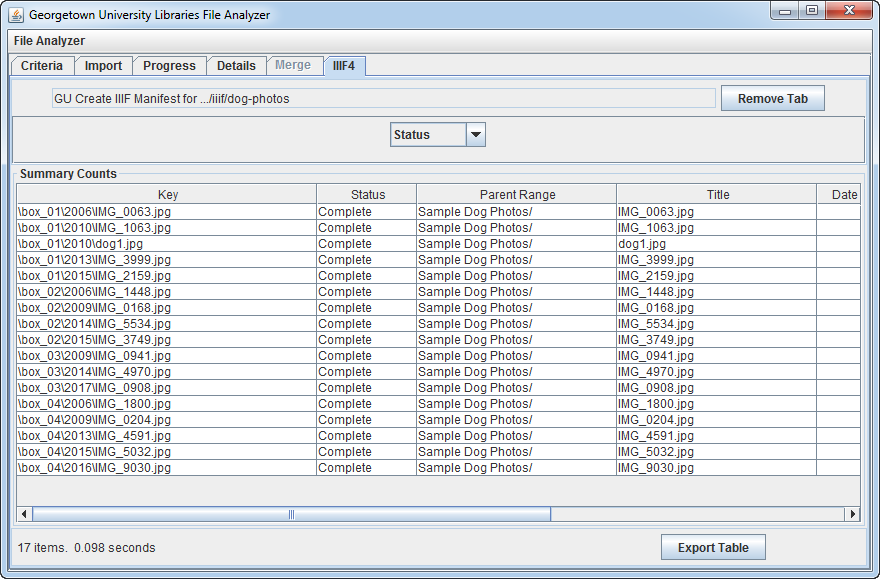 Georgetown University Libraries File Analyzer
File Analyzer
Criteria Import Progress Details Merge IIIF4
GU Create IIIF Manifest for .../iiif/dog-photos Remove Tab
Status
Summary Counts
Key Status Parent Range Title Date
\box_01\2006\IMG_0063.jpg Complete Sample Dog Photos/ IMG_0063.jpg
\box_01\2010\IMG_1063.jpg Complete Sample Dog Photos/ IMG_1063.jpg
\box_01\2010\dog1.jpg Complete Sample Dog Photos/ dog1.jpg
\box_01\2013\IMG_3999.jpg Complete Sample Dog Photos/ IMG_3999.jpg
\box_01\2015\IMG_2159.jpg Complete Sample Dog Photos/ IMG_2159.jpg
\box_02\2006\IMG_1448.jpg Complete Sample Dog Photos/ IMG_1448.jpg
\box_02\2009\IMG_0168.jpg Complete Sample Dog Photos/ IMG_0168.jpg
\box_02\2014\IMG_5534.jpg Complete Sample Dog Photos/ IMG_5534.jpg
\box_02\2015\IMG_3749.jpg Complete Sample Dog Photos/ IMG_3749.jpg
\box_03\2009\IMG_0941.jpg Complete Sample Dog Photos/ IMG_0941.jpg
\box_03\2014\IMG_4970.jpg Complete Sample Dog Photos/ IMG_4970.jpg
\box_03\2017\IMG_0908.jpg Complete Sample Dog Photos/ IMG_0908.jpg
\box_04\2006\IMG_1800.jpg Complete Sample Dog Photos/ IMG_1800.jpg
\box_04\2009\IMG_0204.jpg Complete Sample Dog Photos/ IMG_0204.jpg
\box_04\2013\IMG_4591.jpg Complete Sample Dog Photos/ IMG_4591.jpg
\box_04\2015\IMG_5032.jpg Complete Sample Dog Photos/ IMG_5032.jpg
\box_04\2016\IMG_9030.jpg Complete Sample Dog Photos/ IMG_9030.jpg
17 items.  0.098 seconds Export Table